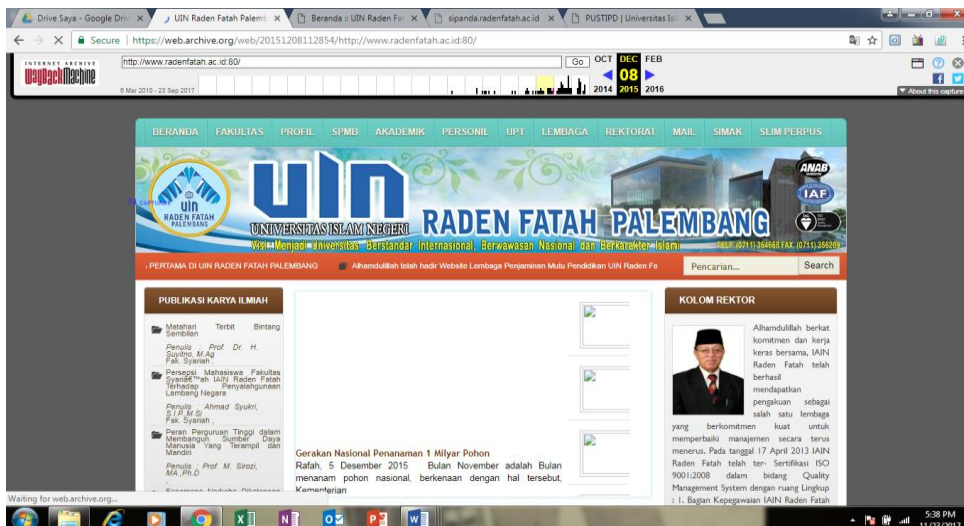 Drive Saya - Google Driv
UIN Raden Fatah Palemb
Beranda :: UIN Raden Fat
sipanda.radenfatah.ac.id
PUSTIPD | Universitas Isl
Secure | https://web.archive.org/web/20151208112854/http://www.radenfatah.ac.id:80/
INTERNET ARCHIVE
WayBackMachine
http://www.radenfatah.ac.id:80/
Go
OCT DEC FEB
08
2014 2015 2016
6 Mar 2010 - 23 Sep 2017
About this capture
BERANDA FAKULTAS PROFIL SPMB AKADEMIK PERSONIL UPT LEMBAGA REKTORAT MAIL SIMAK SLIM PERPUS
uin
RADEN FATAH
PALEMBANG
uin
UNIVERSITAS ISLAM NEGERI
RADEN FATAH PALEMBANG
Visi Menjadi Universitas Berstandar Internasional, Berwawasan Nasional dan Berkarakter Islami
TELP. (0711) 354668 FAX. (0711) 356209
ANAB
IAF
PERTAMA DI UIN RADEN FATAH PALEMBANG
Alhamdulillah telah hadir Website Lembaga Penjaminan Mutu Pendidikan UIN Raden Fa
Pencarian...
Search
PUBLIKASI KARYA ILMIAH
Matahari Terbit Bintang
Sembilan
Penulis : Prof. Dr. H.
Suyitno, M.Ag
Fak. Syariah ,
Persepsi Mahasiswa Fakultas
Syariâ€™ah IAIN Raden Fatah
Terhadap Penyalahgunaan
Lambang Negara
Penulis : Ahmad Syukri,
S.I.P, M.Si
Fak. Syariah ,
Peran Perguruan Tinggi dalam
Membangun Sumber Daya
Manusia Yang Terampil dan
Mandiri
Penulis : Prof. M. Sirozi,
MA.,Ph.D
,
Gerakan Nasional Penanaman 1 Milyar Pohon
Rafah, 5 Desember 2015 Bulan November adalah Bulan
menanam pohon nasional, berkenaan dengan hal tersebut,
Kementerian
KOLOM REKTOR
Alhamdulillah berkat
komitmen dan kerja
keras bersama, IAIN
Raden Fatah telah
berhasil
mendapatkan
pengakuan sebagai
salah satu lembaga
yang berkomitmen kuat untuk
memperbaiki manajemen secara terus
menerus. Pada tanggal 17 April 2013 IAIN
Raden Fatah telah ter- Sertifikasi ISO
9001:2008 dalam bidang Quality
Management System dengan ruang Lingkup
: 1. Bagian Kepegawaian IAIN Raden Fatah
Waiting for web.archive.org...
5:38 PM